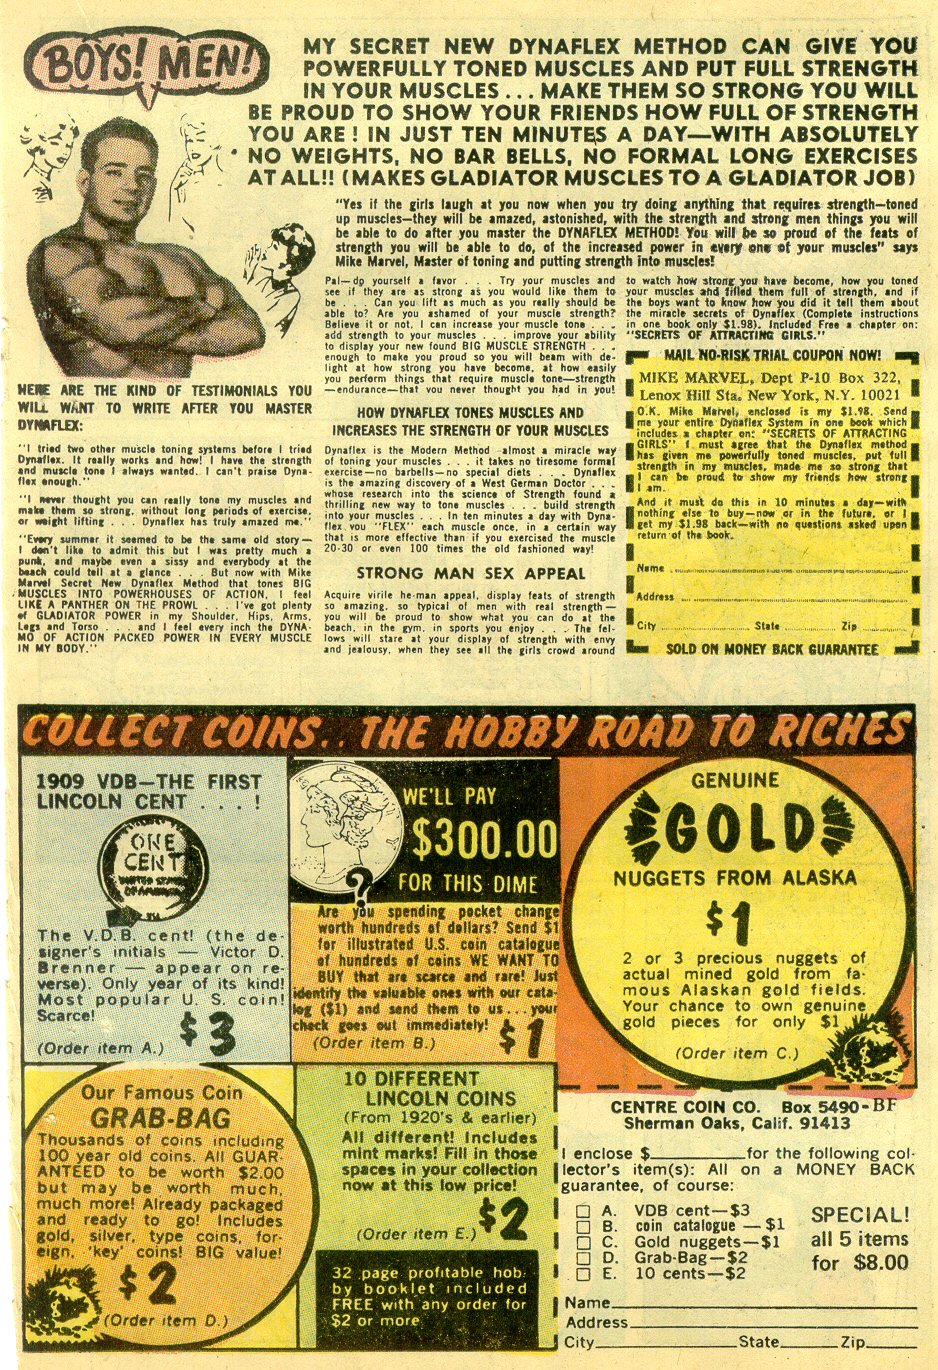 BOYS! MEN!
MY SECRET NEW DYNAFLEX METHOD CAN GIVE YOU
POWERFULLY TONED MUSCLES AND PUT FULL STRENGTH
IN YOUR MUSCLES . . . MAKE THEM SO STRONG YOU WILL
BE PROUD TO SHOW YOUR FRIENDS HOW FULL OF STRENGTH
YOU ARE! IN JUST TEN MINUTES A DAY—WITH ABSOLUTELY
NO WEIGHTS, NO BAR BELLS, NO FORMAL LONG EXERCISES
AT ALL!! (MAKES GLADIATOR MUSCLES TO A GLADIATOR JOB)
"Yes if the girls laugh at you now when you try doing anything that requires strength—toned
up muscles—they will be amazed, astonished, with the strength and strong men things you will
be able to do after you master the DYNAFLEX METHOD! You will be so proud of the feats of
strength you will be able to do, of the increased power in every one of your muscles" says
Mike Marvel, Master of toning and putting strength into muscles!
HERE ARE THE KIND OF TESTIMONIALS YOU
WILL WANT TO WRITE AFTER YOU MASTER
DYNAFLEX:
"I tried two other muscle toning systems before I tried
Dynaflex. It really works and how! I have the strength
and muscle tone I always wanted. I can't praise Dyna-
flex enough."
"I never thought you can really tone my muscles and
make them so strong, without long periods of exercise,
or weight lifting . . . . Dynaflex has truly amazed me."
"Every summer it seemed to be the same old story—
I don't like to admit this but I was pretty much a
punk, and maybe even a sissy and everybody at the
beach could tell at a glance . . . But now with Mike
Marvel Secret New Dynaflex Method that tones BIG
MUSCLES INTO POWERHOUSES OF ACTION, I feel
LIKE A PANTHER ON THE PROWL . . . . I've got plenty
of GLADIATOR POWER in my Shoulder, Hips, Arms,
Legs and Torso . . . . and I feel every inch the DYNA-
MO OF ACTION PACKED POWER IN EVERY MUSCLE
IN MY BODY."
Pal—do yourself a favor . . . . Try your muscles and
see if they are as strong as you would like them to
be . . . . Can you lift as much as you really should be
able to? Are you ashamed of your muscle strength?
Believe it or not, I can increase your muscle tone . . .
add strength to your muscles . . . . improve your ability
to display your new found BIG MUSCLE STRENGTH . . .
enough to make you proud so you will beam with de-
light at how strong you have become, at how easily
you perform things that require muscle tone—strength
—endurance—that you never thought you had in you!
HOW DYNAFLEX TONES MUSCLES AND
INCREASES THE STRENGTH OF YOUR MUSCLES
Dynaflex is the Modern Method almost a miracle way
of toning your muscles . . . . it takes no tiresome formal
exercise—no barbells—no special diets . . . Dynaflex
is the amazing discovery of a West German Doctor . . . .
whose research into the science of Strength found a
thrilling new way to tone muscles . . . . build strength
into your muscles . . . . In ten minutes a day with Dyna-
flex you "FLEX" each muscle once, in a certain way
that is more effective than if you exercised the muscle
20-30 or even 100 times the old fashioned way!
STRONG MAN SEX APPEAL
Acquire virile he-man appeal, display feats of strength
so amazing, so typical of men with real strength—
you will be proud to show what you can do at the
beach, in the gym, in sports you enjoy . . . . The fel-
lows will stare at your display of strength with envy
and jealousy, when they see all the girls crowd around
to watch how strong you have become, how you toned
your muscles and filled them full of strength, and if
the boys want to know how you did it tell them about
the miracle secrets of Dynaflex (Complete instructions
in one book only $1.98). Included Free a chapter on:
"SECRETS OF ATTRACTING GIRLS."
MAIL NO-RISK TRIAL COUPON NOW!
MIKE MARVEL, Dept P-10 Box 322,
Lenox Hill Sta. New York, N.Y. 10021
O.K. Mike Marvel, enclosed is my $1.98. Send
me your entire Dynaflex System in one book which
includes a chapter on: "SECRETS OF ATTRACTING
GIRLS" I must agree that the Dynaflex method
has given me powerfully toned muscles, put full
strength in my muscles, made me so strong that
I can be proud to show my friends how strong
I am.
And it must do this in 10 minutes a day—with
nothing else to buy—now or in the future, or I
get my $1.98 back—with no questions asked upon
return of the book.
Name
Address
City State Zip
SOLD ON MONEY BACK GUARANTEE
COLLECT COINS.. THE HOBBY ROAD TO RICHES
1909 VDB—THE FIRST
LINCOLN CENT . . . !
ONE
CENT
The V.D.B. cent! (the de-
signer's initials — Victor D.
Brenner — appear on re-
verse). Only year of its kind!
Most popular U. S. coin!
Scarce!
$3
(Order item A.)
WE'LL PAY
$300.00
FOR THIS DIME
?
Are you spending pocket change
worth hundreds of dollars? Send $1
for illustrated U.S. coin catalogue
of hundreds of coins WE WANT TO
BUY that are scarce and rare! Just
identify the valuable ones with our cata-
log ($1) and send them to us...your
check goes out immediately!
(Order item B.)
$1
GENUINE
GOLD
NUGGETS FROM ALASKA
$1
2 or 3 precious nuggets of
actual mined gold from fa-
mous Alaskan gold fields.
Your chance to own genuine
gold pieces for only $1
(Order item C.)
Our Famous Coin
GRAB-BAG
Thousands of coins including
100 year old coins. All GUAR-
ANTEED to be worth $2.00
but may be worth much,
much more! Already packaged
and ready to go! Includes
gold, silver, type coins, for-
eign, 'key' coins! BIG value!
$2
(Order item D.)
10 DIFFERENT
LINCOLN COINS
(From 1920's & earlier)
All different! Includes
mint marks! Fill in those
spaces in your collection
now at this low price!
(Order item E.)
$2
32 page profitable hob-
by booklet included
FREE with any order for
$2 or more.
CENTRE COIN CO. Box 5490-BF
Sherman Oaks, Calif. 91413
I enclose $ for the following col-
lector's item(s): All on a MONEY BACK
guarantee, of course:
A. VDB cent—$3
B. coin catalogue—$1
C. Gold nuggets—$1
D. Grab-Bag—$2
E. 10 cents—$2
SPECIAL!
all 5 items
for $8.00
Name
Address
City State Zip